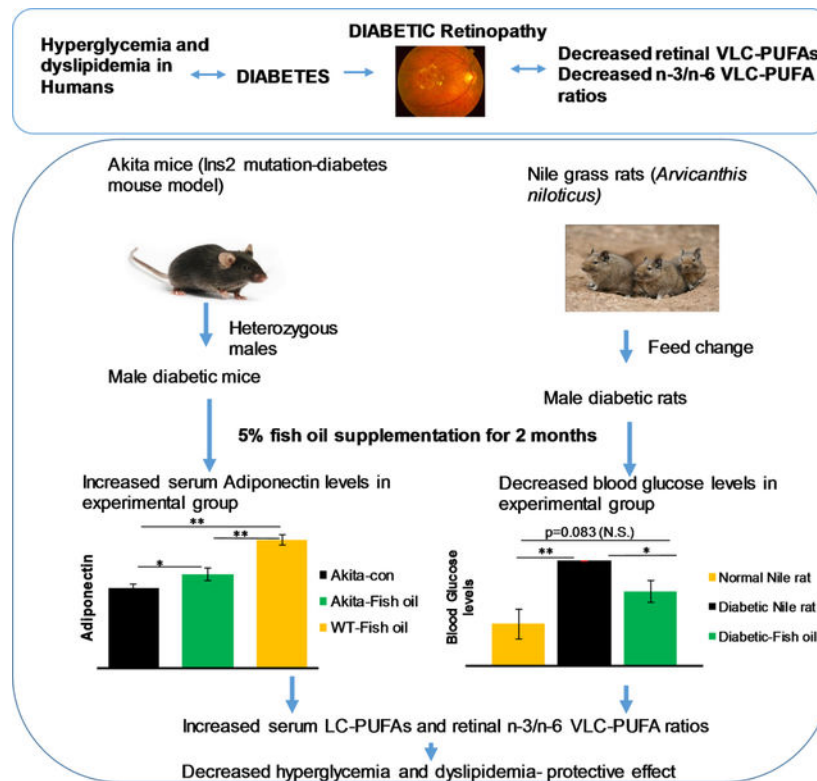 DIABETIC Retinopathy
Hyperglycemia and
dyslipidemia in
Humans
DIABETES
Decreased retinal VLC-PUFAs
Decreased n-3/n-6 VLC-PUFA
ratios
Akita mice (Ins2 mutation-diabetes
mouse model)
Nile grass rats (Arvicanthis
niloticus)
Heterozygous
males
Feed change
Male diabetic mice
Male diabetic rats
5% fish oil supplementation for 2 months
Increased serum Adiponectin levels in
experimental group
Adiponectin
**
**
*
Akita-con
Akita-Fish oil
WT-Fish oil
Decreased blood glucose levels in
experimental group
Blood Glucose
levels
p=0.083 (N.S.)
**
*
Normal Nile rat
Diabetic Nile rat
Diabetic-Fish oil
Increased serum LC-PUFAs and retinal n-3/n-6 VLC-PUFA ratios
Decreased hyperglycemia and dyslipidemia- protective effect